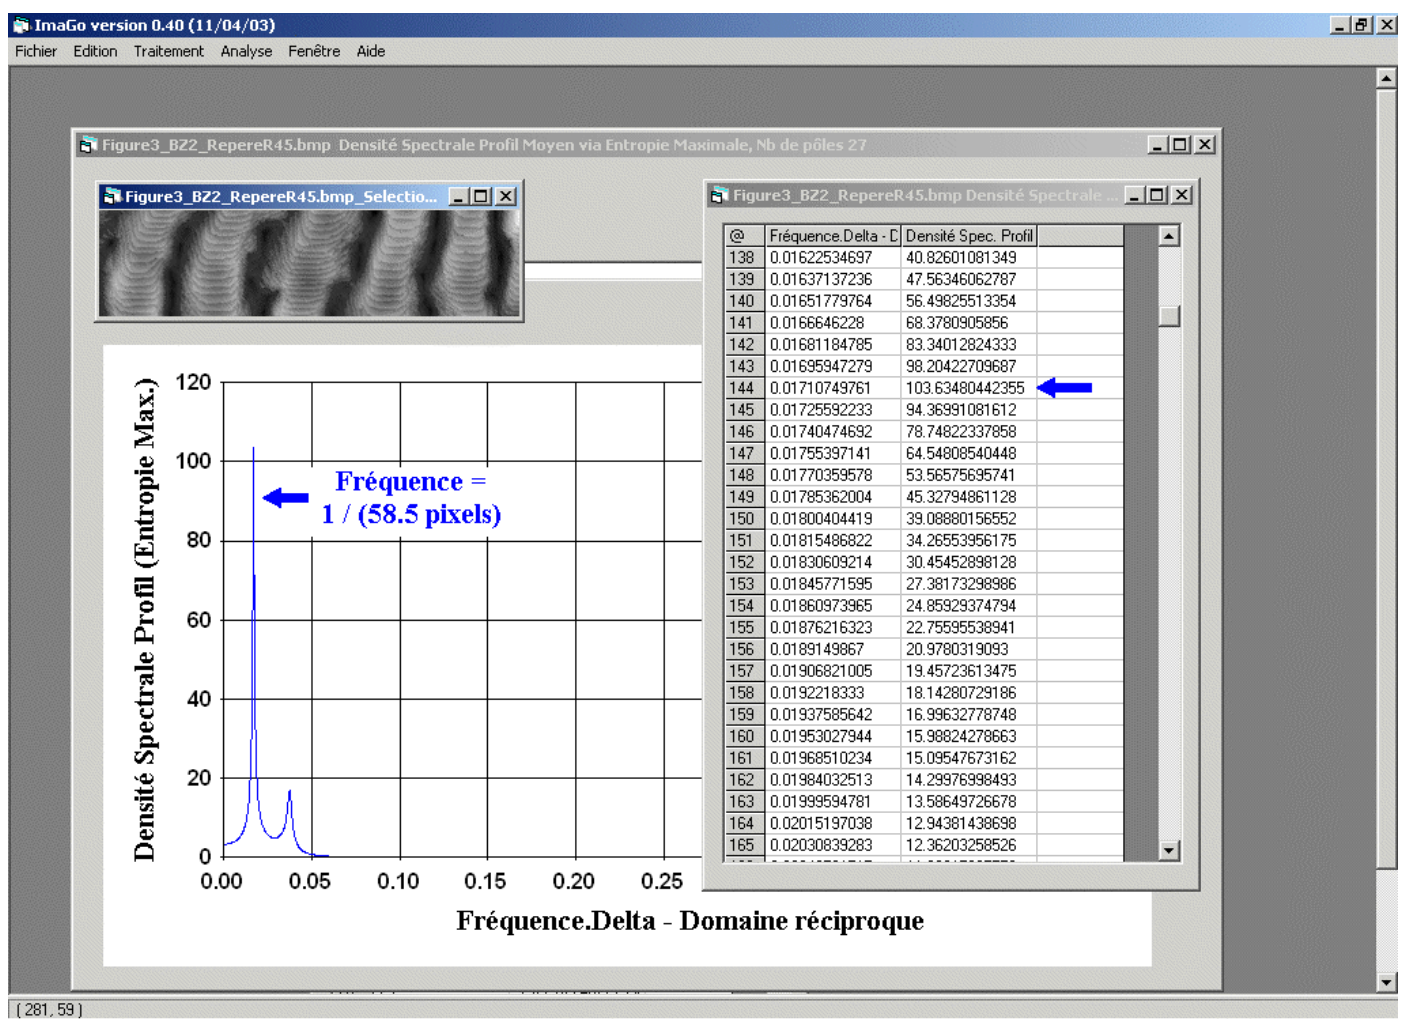 ImaGo version 0.40 (11/04/03)
Fichier Edition Traitement Analyse Fenêtre Aide
Figure3_BZ2_RepereR45.bmp Densité Spectrale Profil Moyen via Entropie Maximale, Nb de pôles 27
Figure3_BZ2_RepereR45.bmp_Selectio...
Densité Spectrale Profil (Entropie Max.)
120
100
80
60
40
20
0
Fréquence =
1 / (58.5 pixels)
0.00 0.05 0.10 0.15 0.20 0.25
Fréquence.Delta - Domaine réciproque
Figure3_BZ2_RepereR45.bmp Densité Spectrale ...
@ Fréquence.Delta - D Densité Spec. Profil
138 0.01622534697 40.82601081349
139 0.01637137236 47.56346062787
140 0.01651779764 56.49825513354
141 0.0166646228 68.3780905856
142 0.01681184785 83.34012824333
143 0.01695947279 98.20422709687
144 0.01710749761 103.63480442355
145 0.01725592233 94.36991081612
146 0.01740474692 78.74822337858
147 0.01755397141 64.54808540448
148 0.01770359578 53.56575695741
149 0.01785362004 45.32794861128
150 0.01800404419 39.08880156552
151 0.01815486822 34.26553956175
152 0.01830609214 30.45452898128
153 0.01845771595 27.38173298986
154 0.01860973965 24.85929374794
155 0.01876216323 22.75595538941
156 0.0189149867 20.9780319093
157 0.01906821005 19.45723613475
158 0.0192218333 18.14280729186
159 0.01937585642 16.99632778748
160 0.01953027944 15.98824278663
161 0.01968510234 15.09547673162
162 0.01984032513 14.29976998493
163 0.01999594781 13.58649726678
164 0.02015197038 12.94381438698
165 0.02030839283 12.36203258526
( 281, 59 )